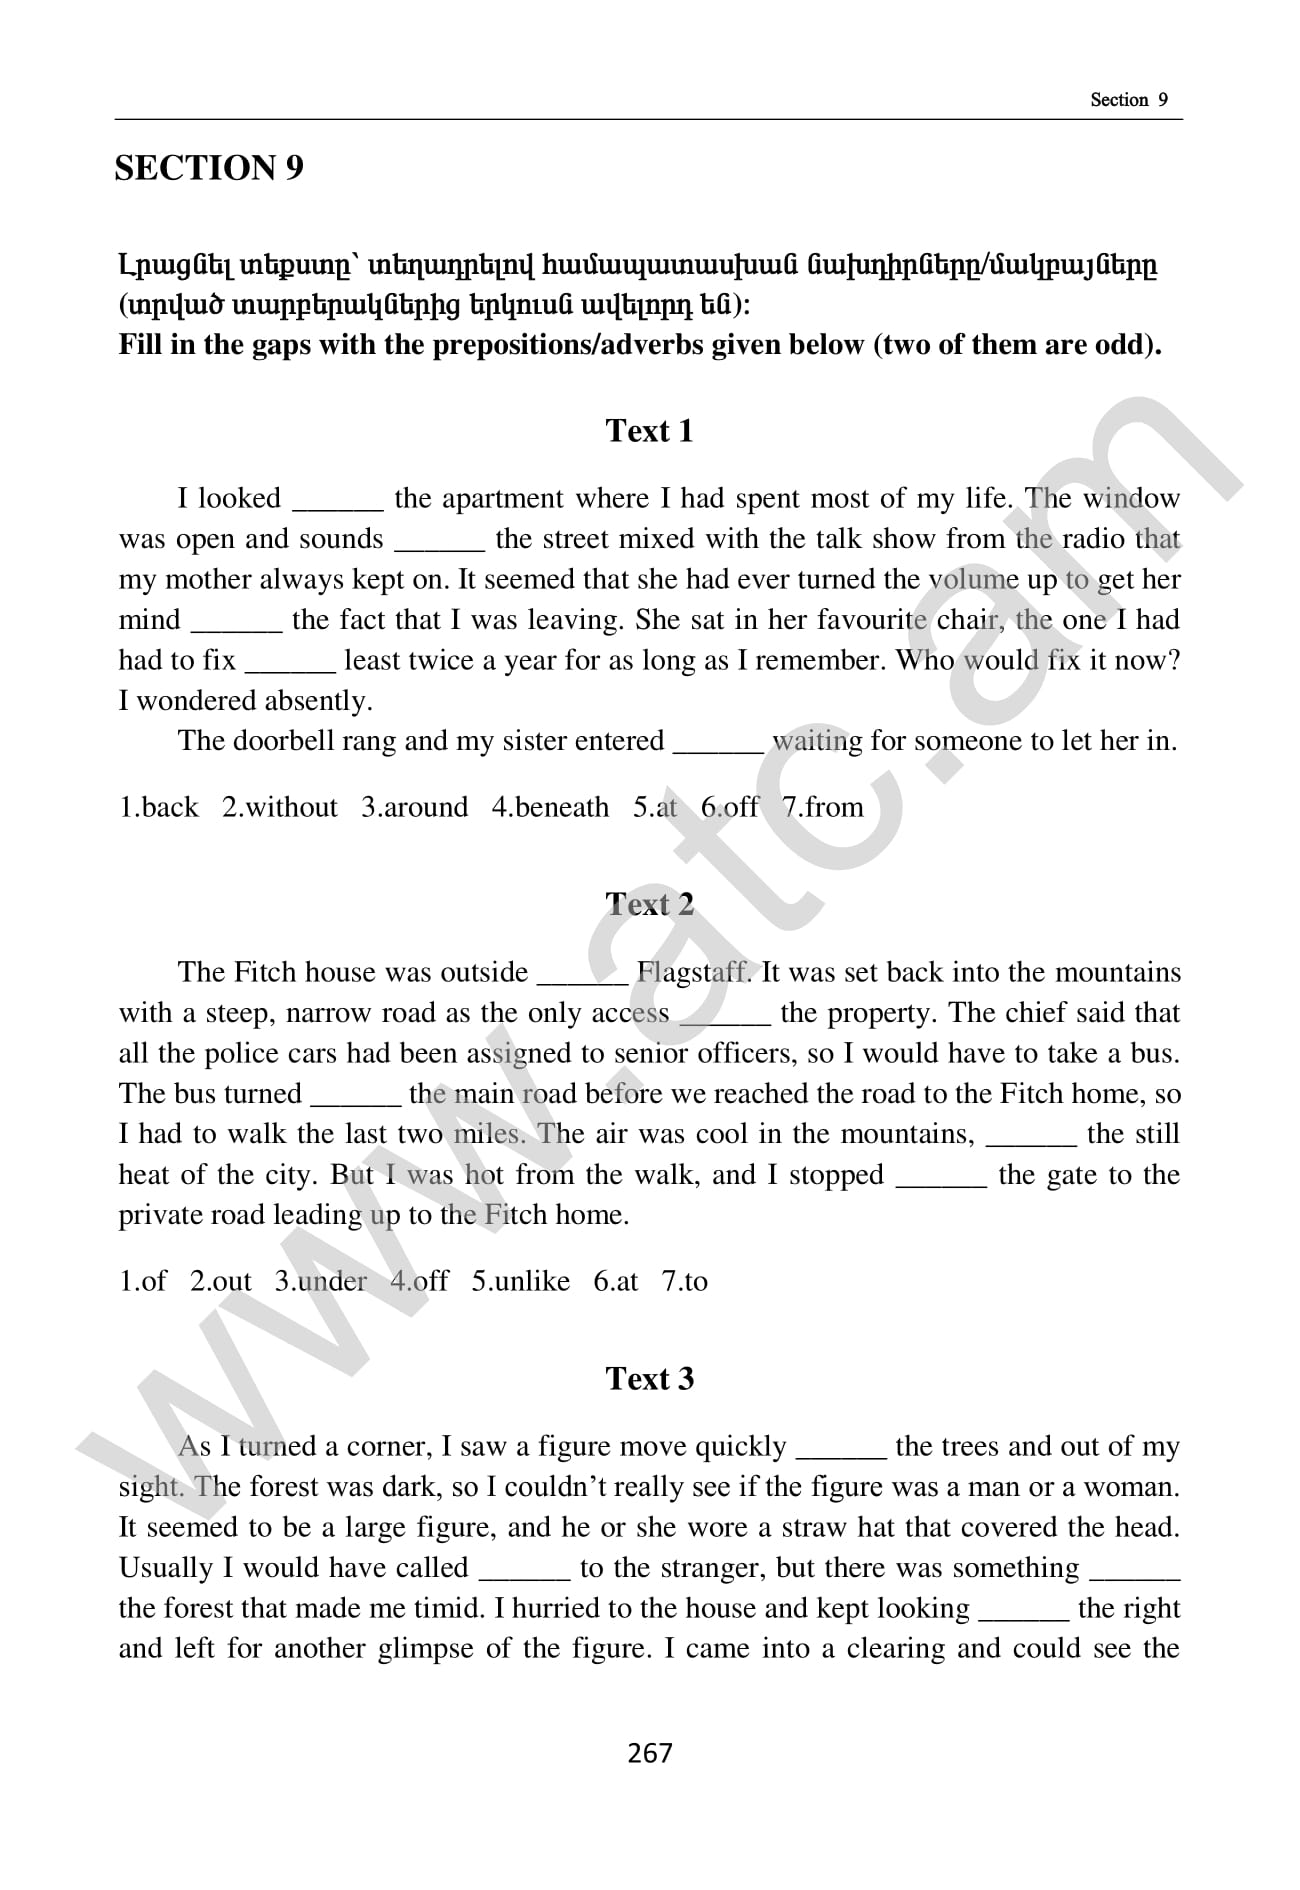 Section 9
SECTION 9
Լրացնել տեքստը՝ տեղադրելով համապատասխան նախդիրները/մակբայները
(տրված տարբերակներից երկուսն ավելորդ են):
Fill in the gaps with the prepositions/adverbs given below (two of them are odd).
Text 1
I looked ______ the apartment where I had spent most of my life. The window
was open and sounds ______ the street mixed with the talk show from the radio that
my mother always kept on. It seemed that she had ever turned the volume up to get her
mind ______ the fact that I was leaving. She sat in her favourite chair, the one I had
had to fix ______ least twice a year for as long as I remember. Who would fix it now?
I wondered absently.
The doorbell rang and my sister entered ______ waiting for someone to let her in.
1.back 2.without 3.around 4.beneath 5.at 6.off 7.from
Text 2
The Fitch house was outside ______ Flagstaff. It was set back into the mountains
with a steep, narrow road as the only access ______ the property. The chief said that
all the police cars had been assigned to senior officers, so I would have to take a bus.
The bus turned ______ the main road before we reached the road to the Fitch home, so
I had to walk the last two miles. The air was cool in the mountains, ______ the still
heat of the city. But I was hot from the walk, and I stopped ______ the gate to the
private road leading up to the Fitch home.
1.of 2.out 3.under 4.off 5.unlike 6.at 7.to
Text 3
As I turned a corner, I saw a figure move quickly ______ the trees and out of my
sight. The forest was dark, so I couldn’t really see if the figure was a man or a woman.
It seemed to be a large figure, and he or she wore a straw hat that covered the head.
Usually I would have called ______ to the stranger, but there was something ______
the forest that made me timid. I hurried to the house and kept looking ______ the right
and left for another glimpse of the figure. I came into a clearing and could see the
267
www.atc.am